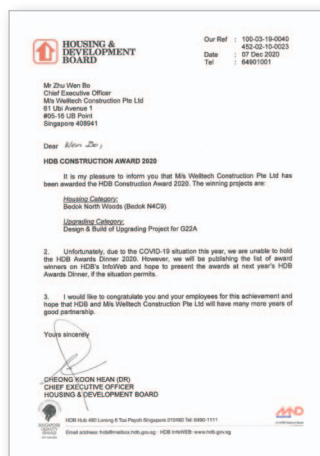 HOUSING &
DEVELOPMENT
BOARD
Our Ref : 100-03-19-0040
452-02-10-0023
Date : 07 Dec 2020
Tel : 64901001
Mr Zhu Wen Bo
Chief Executive Officer
M/s Welltech Construction Pte Ltd
61 Ubi Avenue 1
#05-16 UB Point
Singapore 408941
Dear Wen Bo,
HDB CONSTRUCTION AWARD 2020
It is my pleasure to inform you that M/s Welltech Construction Pte Ltd has
been awarded the HDB Construction Award 2020. The winning projects are:
Housing Category:
Bedok North Woods (Bedok N4C9)
Upgrading Category:
Design & Build of Upgrading Project for G22A
2. Unfortunately, due to the COVID-19 situation this year, we are unable to hold
the HDB Awards Dinner 2020. However, we will be publishing the list of award
winners on HDB's InfoWeb and hope to present the awards at next year's HDB
Awards Dinner, if the situation permits.
3. I would like to congratulate you and your employees for this achievement and
hope that HDB and M/s Welltech Construction Pte Ltd will have many more years of
good partnership.
Yours sincerely
CHEONG KOON HEAN (DR)
CHIEF EXECUTIVE OFFICER
HOUSING & DEVELOPMENT BOARD
SINGAPORE
QUALITY
HDB Hub 480 Lorong 6 Toa Payoh Singapore 310480 Tel: 6490-1111
Email address: hdb@mailbox.hdb.gov.sg HDB InfoWEB: www.hdb.gov.sg